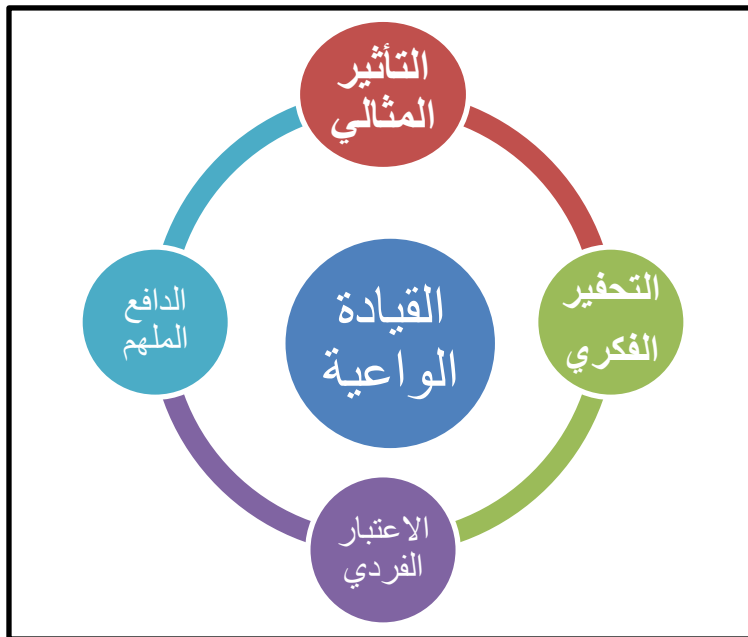 التأثير
المثالي
التحفير
الفكري
القيادة
الواعية
الدافع
الملهم
الاعتبار
الفردي